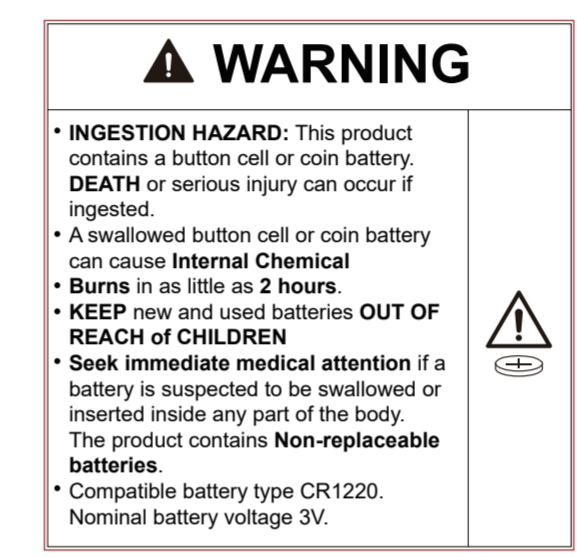 WARNING
• INGESTION HAZARD: This product
contains a button cell or coin battery.
DEATH or serious injury can occur if
ingested.
• A swallowed button cell or coin battery
can cause Internal Chemical
• Burns in as little as 2 hours.
• KEEP new and used batteries OUT OF
REACH of CHILDREN
• Seek immediate medical attention if a
battery is suspected to be swallowed or
inserted inside any part of the body.
The product contains Non-replaceable
batteries.
• Compatible battery type CR1220.
Nominal battery voltage 3V.